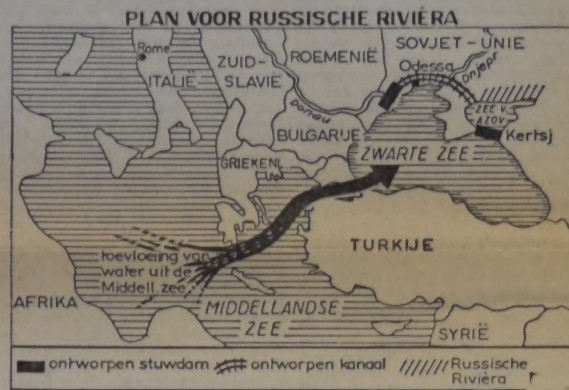 PLAN VOOR RUSSISCHE RIVIÈRA
Rome
ITALIË
ZUID-
SLAVIË
ROEMENIË
SOVJET-UNIE
Odessa
Dnjepr
Donau
BULGARIJE
ZEE V.
AZOV
Kertsj
GRIEKENL.
ZWARTE ZEE
TURKIJE
toevloeiing van
water uit de
Middell. zee
AFRIKA
MIDDELLANDSE
ZEE
SYRIË
ontworpen stuwdam ontworpen kanaal Russische
Rivièra